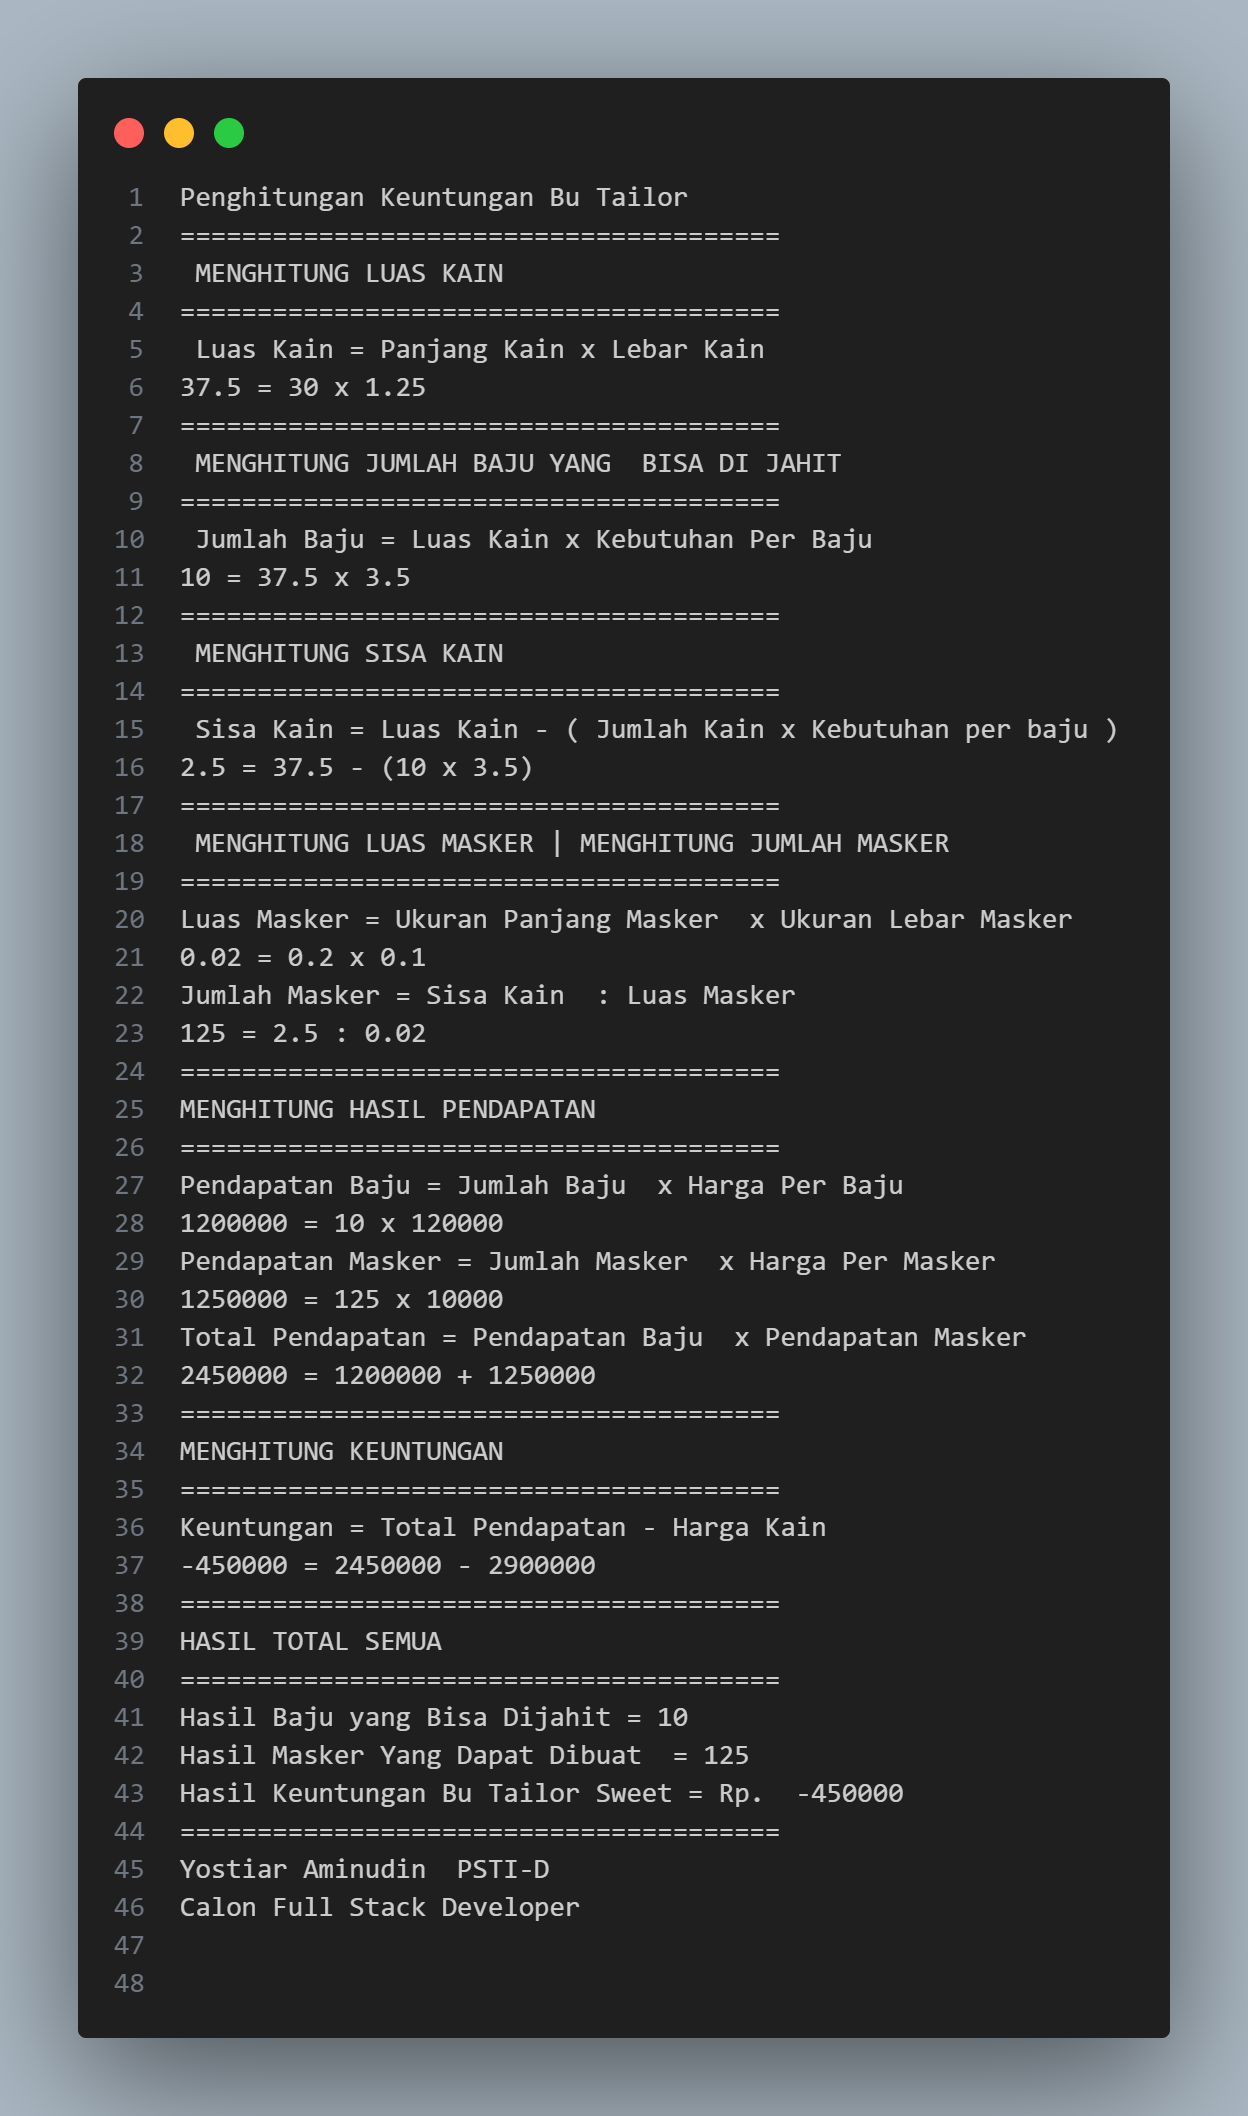 1 Penghitungan Keuntungan Bu Tailor
2 =======================================
3 MENGHITUNG LUAS KAIN
4 =======================================
5 Luas Kain = Panjang Kain x Lebar Kain
6 37.5 = 30 x 1.25
7 =======================================
8 MENGHITUNG JUMLAH BAJU YANG  BISA DI JAHIT
9 =======================================
10 Jumlah Baju = Luas Kain x Kebutuhan Per Baju
11 10 = 37.5 x 3.5
12 =======================================
13 MENGHITUNG SISA KAIN
14 =======================================
15 Sisa Kain = Luas Kain - ( Jumlah Kain x Kebutuhan per baju )
16 2.5 = 37.5 - (10 x 3.5)
17 =======================================
18 MENGHITUNG LUAS MASKER | MENGHITUNG JUMLAH MASKER
19 =======================================
20 Luas Masker = Ukuran Panjang Masker  x Ukuran Lebar Masker
21 0.02 = 0.2 x 0.1
22 Jumlah Masker = Sisa Kain  : Luas Masker
23 125 = 2.5 : 0.02
24 =======================================
25 MENGHITUNG HASIL PENDAPATAN
26 =======================================
27 Pendapatan Baju = Jumlah Baju  x Harga Per Baju
28 1200000 = 10 x 120000
29 Pendapatan Masker = Jumlah Masker  x Harga Per Masker
30 1250000 = 125 x 10000
31 Total Pendapatan = Pendapatan Baju  x Pendapatan Masker
32 2450000 = 1200000 + 1250000
33 =======================================
34 MENGHITUNG KEUNTUNGAN
35 =======================================
36 Keuntungan = Total Pendapatan - Harga Kain
37 -450000 = 2450000 - 2900000
38 =======================================
39 HASIL TOTAL SEMUA
40 =======================================
41 Hasil Baju yang Bisa Dijahit = 10
42 Hasil Masker Yang Dapat Dibuat  = 125
43 Hasil Keuntungan Bu Tailor Sweet = Rp.  -450000
44 =======================================
45 Yostiar Aminudin  PSTI-D
46 Calon Full Stack Developer
47
48